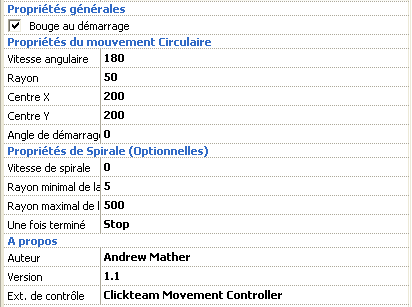 Propriétés générales
Bouge au démarrage
Propriétés du mouvement Circulaire
Vitesse angulaire 180
Rayon 50
Centre X 200
Centre Y 200
Angle de démarrag 0
Propriétés de Spirale (Optionnelles)
Vitesse de spirale 0
Rayon minimal de la 5
Rayon maximal de l 500
Une fois terminé Stop
A propos
Auteur Andrew Mather
Version 1.1
Ext. de contrôle Clickteam Movement Controller